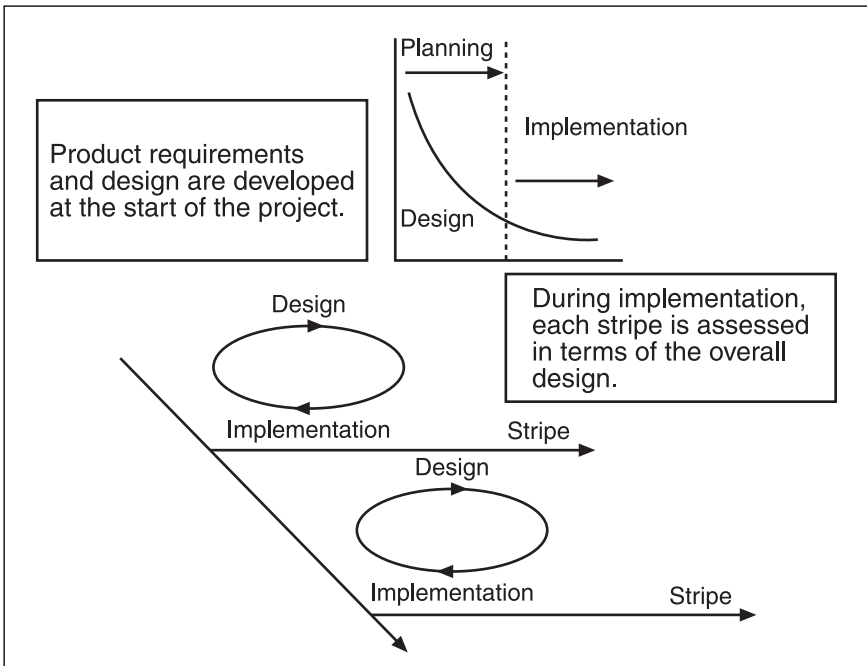 Planning
Product requirements
and design are developed
at the start of the project.
Implementation
Design
During implementation,
each stripe is assessed
in terms of the overall
design.
Design
Implementation
Stripe
Design
Implementation
Stripe